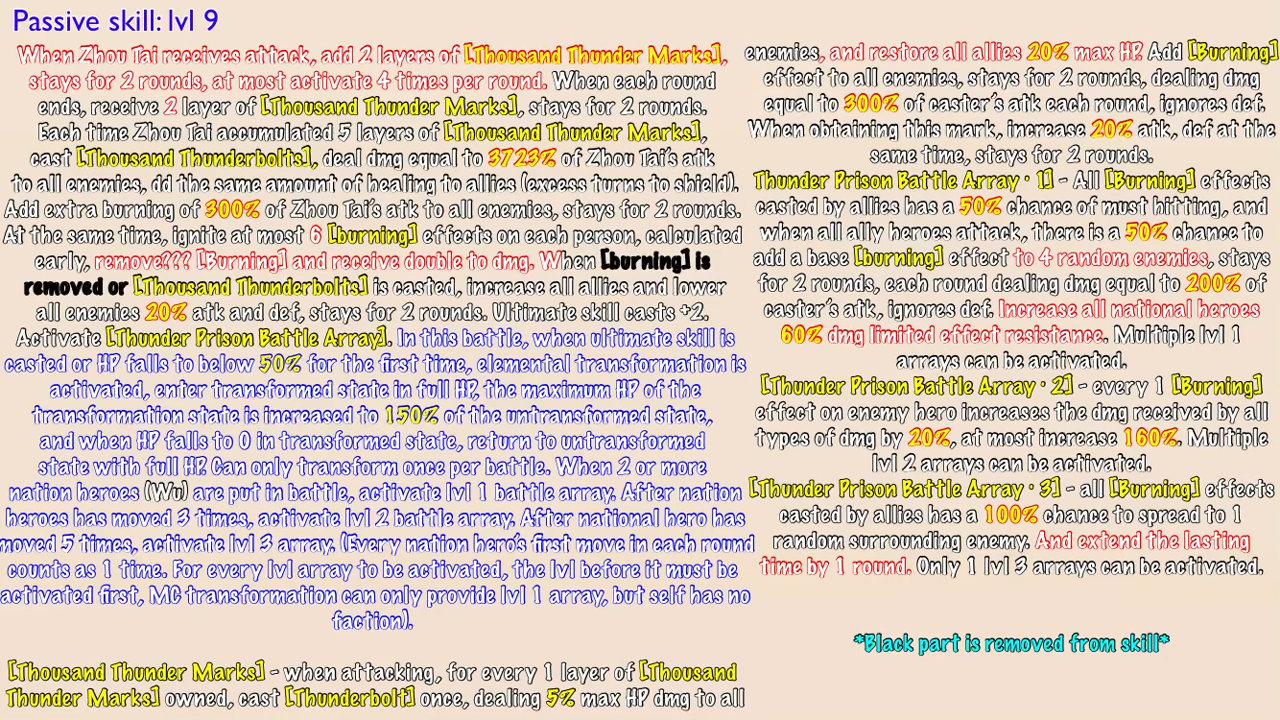 Passive skill: lvl 9
When Zhou Tai receives attack, add 2 layers of [Thousand Thunder Marks],
stays for 2 rounds, at most activate 4 times per round. When each round
ends, receive 2 layer of [Thousand Thunder Marks], stays for 2 rounds.
Each time Zhou Tai accumulated 5 layers of [Thousand Thunder Marks],
cast [Thousand Thunderbolts], deal dmg equal to 3723% of Zhou Tai's atk
to all enemies, dd the same amount of healing to allies (excess turns to shield).
Add extra burning of 300% of Zhou Tai's atk to all enemies, stays for 2 rounds.
At the same time, ignite at most 6 [burning] effects on each person, calculated
early, remove??? [Burning] and receive double to dmg. When [burning] is
removed or [Thousand Thunderbolts] is casted, increase all allies and lower
all enemies 20% atk and def, stays for 2 rounds. Ultimate skill casts +2.
Activate [Thunder Prison Battle Array]. In this battle, when ultimate skill is
casted or HP falls to below 50% for the first time, elemental transformation is
activated, enter transformed state in full HP, the maximum HP of the
transformation state is increased to 150% of the untransformed state,
and when HP falls to 0 in transformed state, return to untransformed
state with full HP. Can only transform once per battle. When 2 or more
nation heroes (Wu) are put in battle, activate lvl 1 battle array. After nation
heroes has moved 3 times, activate lvl 2 battle array. After national hero has
moved 5 times, activate lvl 3 array. (Every nation hero's first move in each round
counts as 1 time. For every lvl array to be activated, the lvl before it must be
activated first, MC transformation can only provide lvl 1 array, but self has no
faction).
[Thousand Thunder Marks] - when attacking, for every 1 layer of [Thousand
Thunder Marks] owned, cast [Thunderbolt] once, dealing 5% max HP dmg to all
enemies, and restore all allies 20% max HP. Add [Burning]
effect to all enemies, stays for 2 rounds, dealing dmg
equal to 300% of caster's atk each round, ignores def.
When obtaining this mark, increase 20% atk, def at the
same time, stays for 2 rounds.
Thunder Prison Battle Array · 1] - All [Burning] effects
casted by allies has a 50% chance of must hitting, and
when all ally heroes attack, there is a 50% chance to
add a base [burning] effect to 4 random enemies, stays
for 2 rounds, each round dealing dmg equal to 200% of
caster's atk, ignores def. Increase all national heroes
60% dmg limited effect resistance. Multiple lvl 1
arrays can be activated.
[Thunder Prison Battle Array · 2] - every 1 [Burning]
effect on enemy hero increases the dmg received by all
types of dmg by 20%, at most increase 160%. Multiple
lvl 2 arrays can be activated.
[Thunder Prison Battle Array · 3] - all [Burning] effects
casted by allies has a 100% chance to spread to 1
random surrounding enemy. And extend the lasting
time by 1 round. Only 1 lvl 3 arrays can be activated.
*Black part is removed from skill*